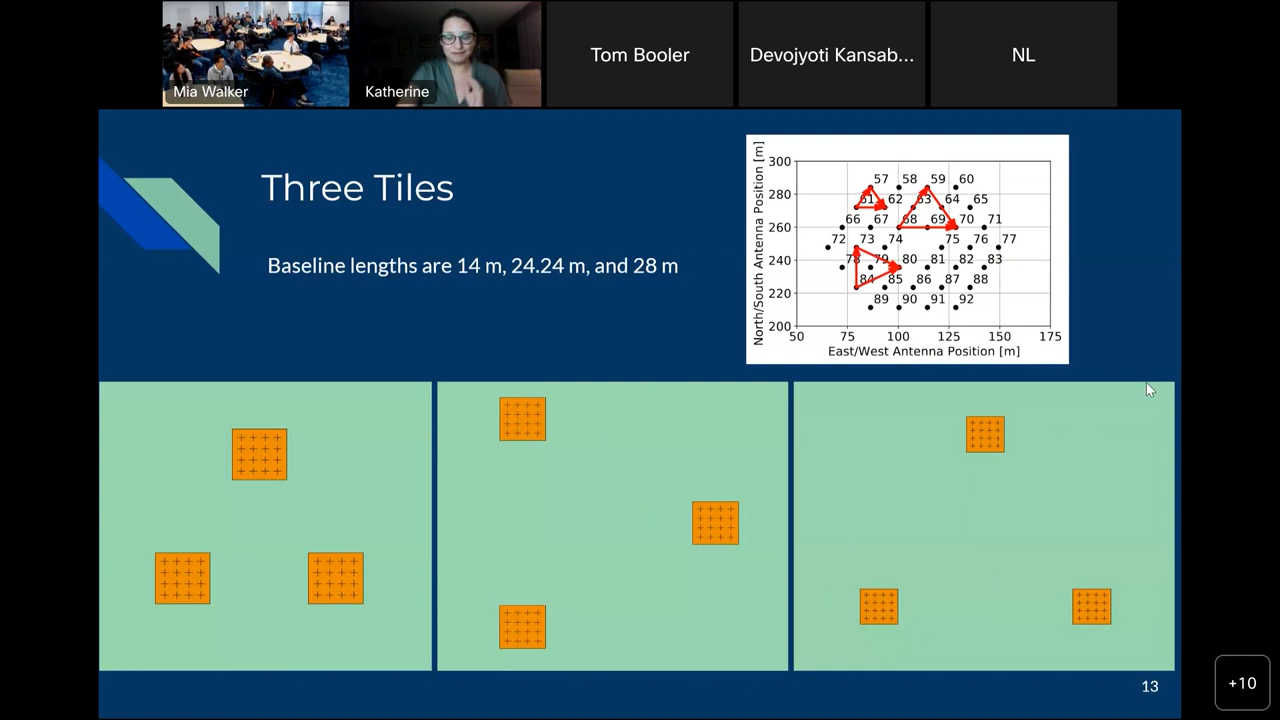 Mia Walker
Katherine
Tom Booler
Devojyoti Kansab...
NL
Three Tiles
Baseline lengths are 14 m, 24.24 m, and 28 m
North/South Antenna Position [m]
300
280
260
240
220
200
57 58 59 60
61 62 63 64 65
66 67 68 69 70 71
72 73 74 75 76 77
78 79 80 81 82 83
84 85 86 87 88
89 90 91 92
50 75 100 125 150 175
East/West Antenna Position [m]
13
+10